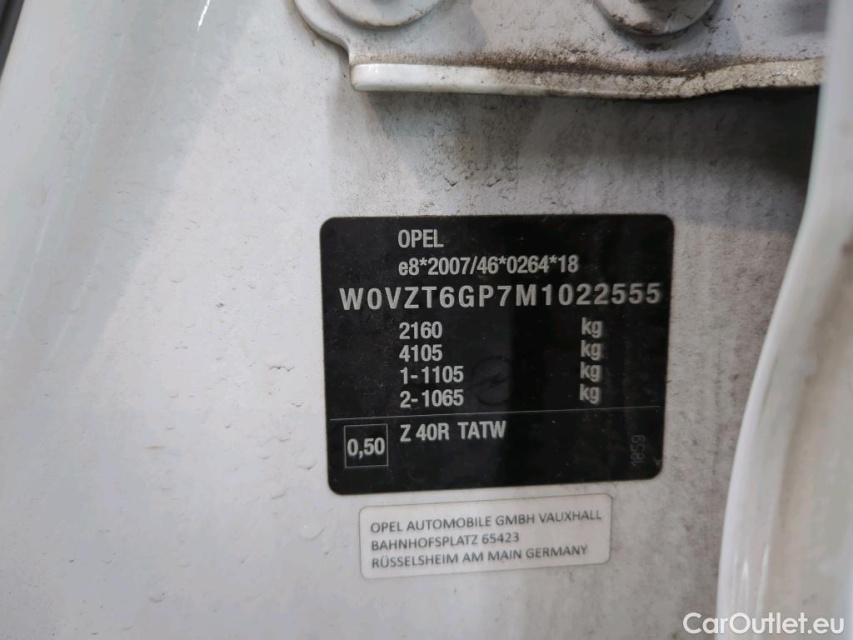 OPEL
e8*2007/46*0264*18
W0VZT6GP7M1022555
2160 kg
4105 kg
1-1105 kg
2-1065 kg
0,50 Z 40R TATW
1859
OPEL AUTOMOBILE GMBH VAUXHALL
BAHNHOFSPLATZ 65423
RÜSSELSHEIM AM MAIN GERMANY
CarOutlet.eu